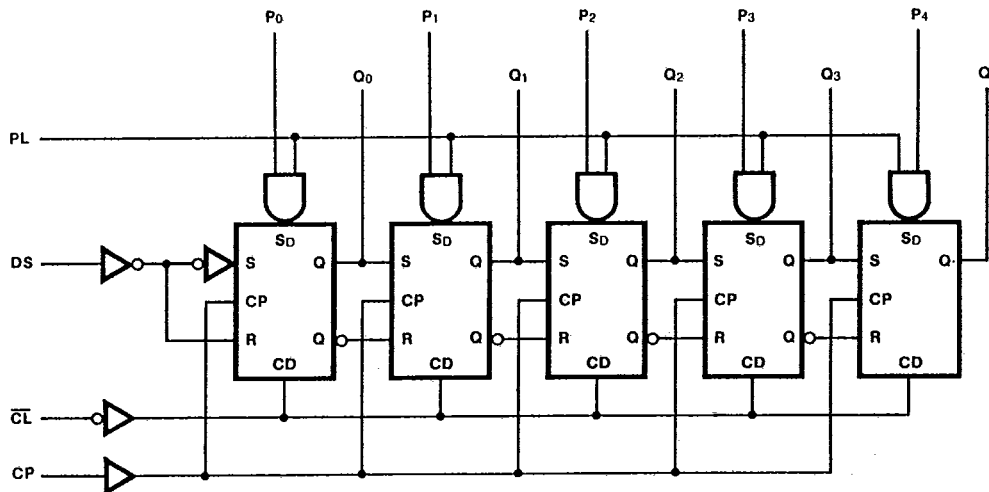 P0 P1 P2 P3 P4
Q0 Q1 Q2 Q3 Q
PL
SD SD SD SD SD
DS S Q S Q S Q S Q S Q
CP CP CP CP CP
R Q R Q R Q R Q R
CD CD CD CD CD
C̅L̅
CP